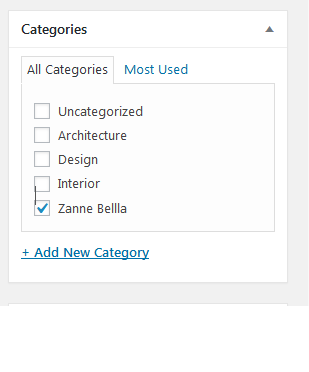 Categories
All Categories Most Used
Uncategorized
Architecture
Design
Interior
Zanne Bellla
+ Add New Category